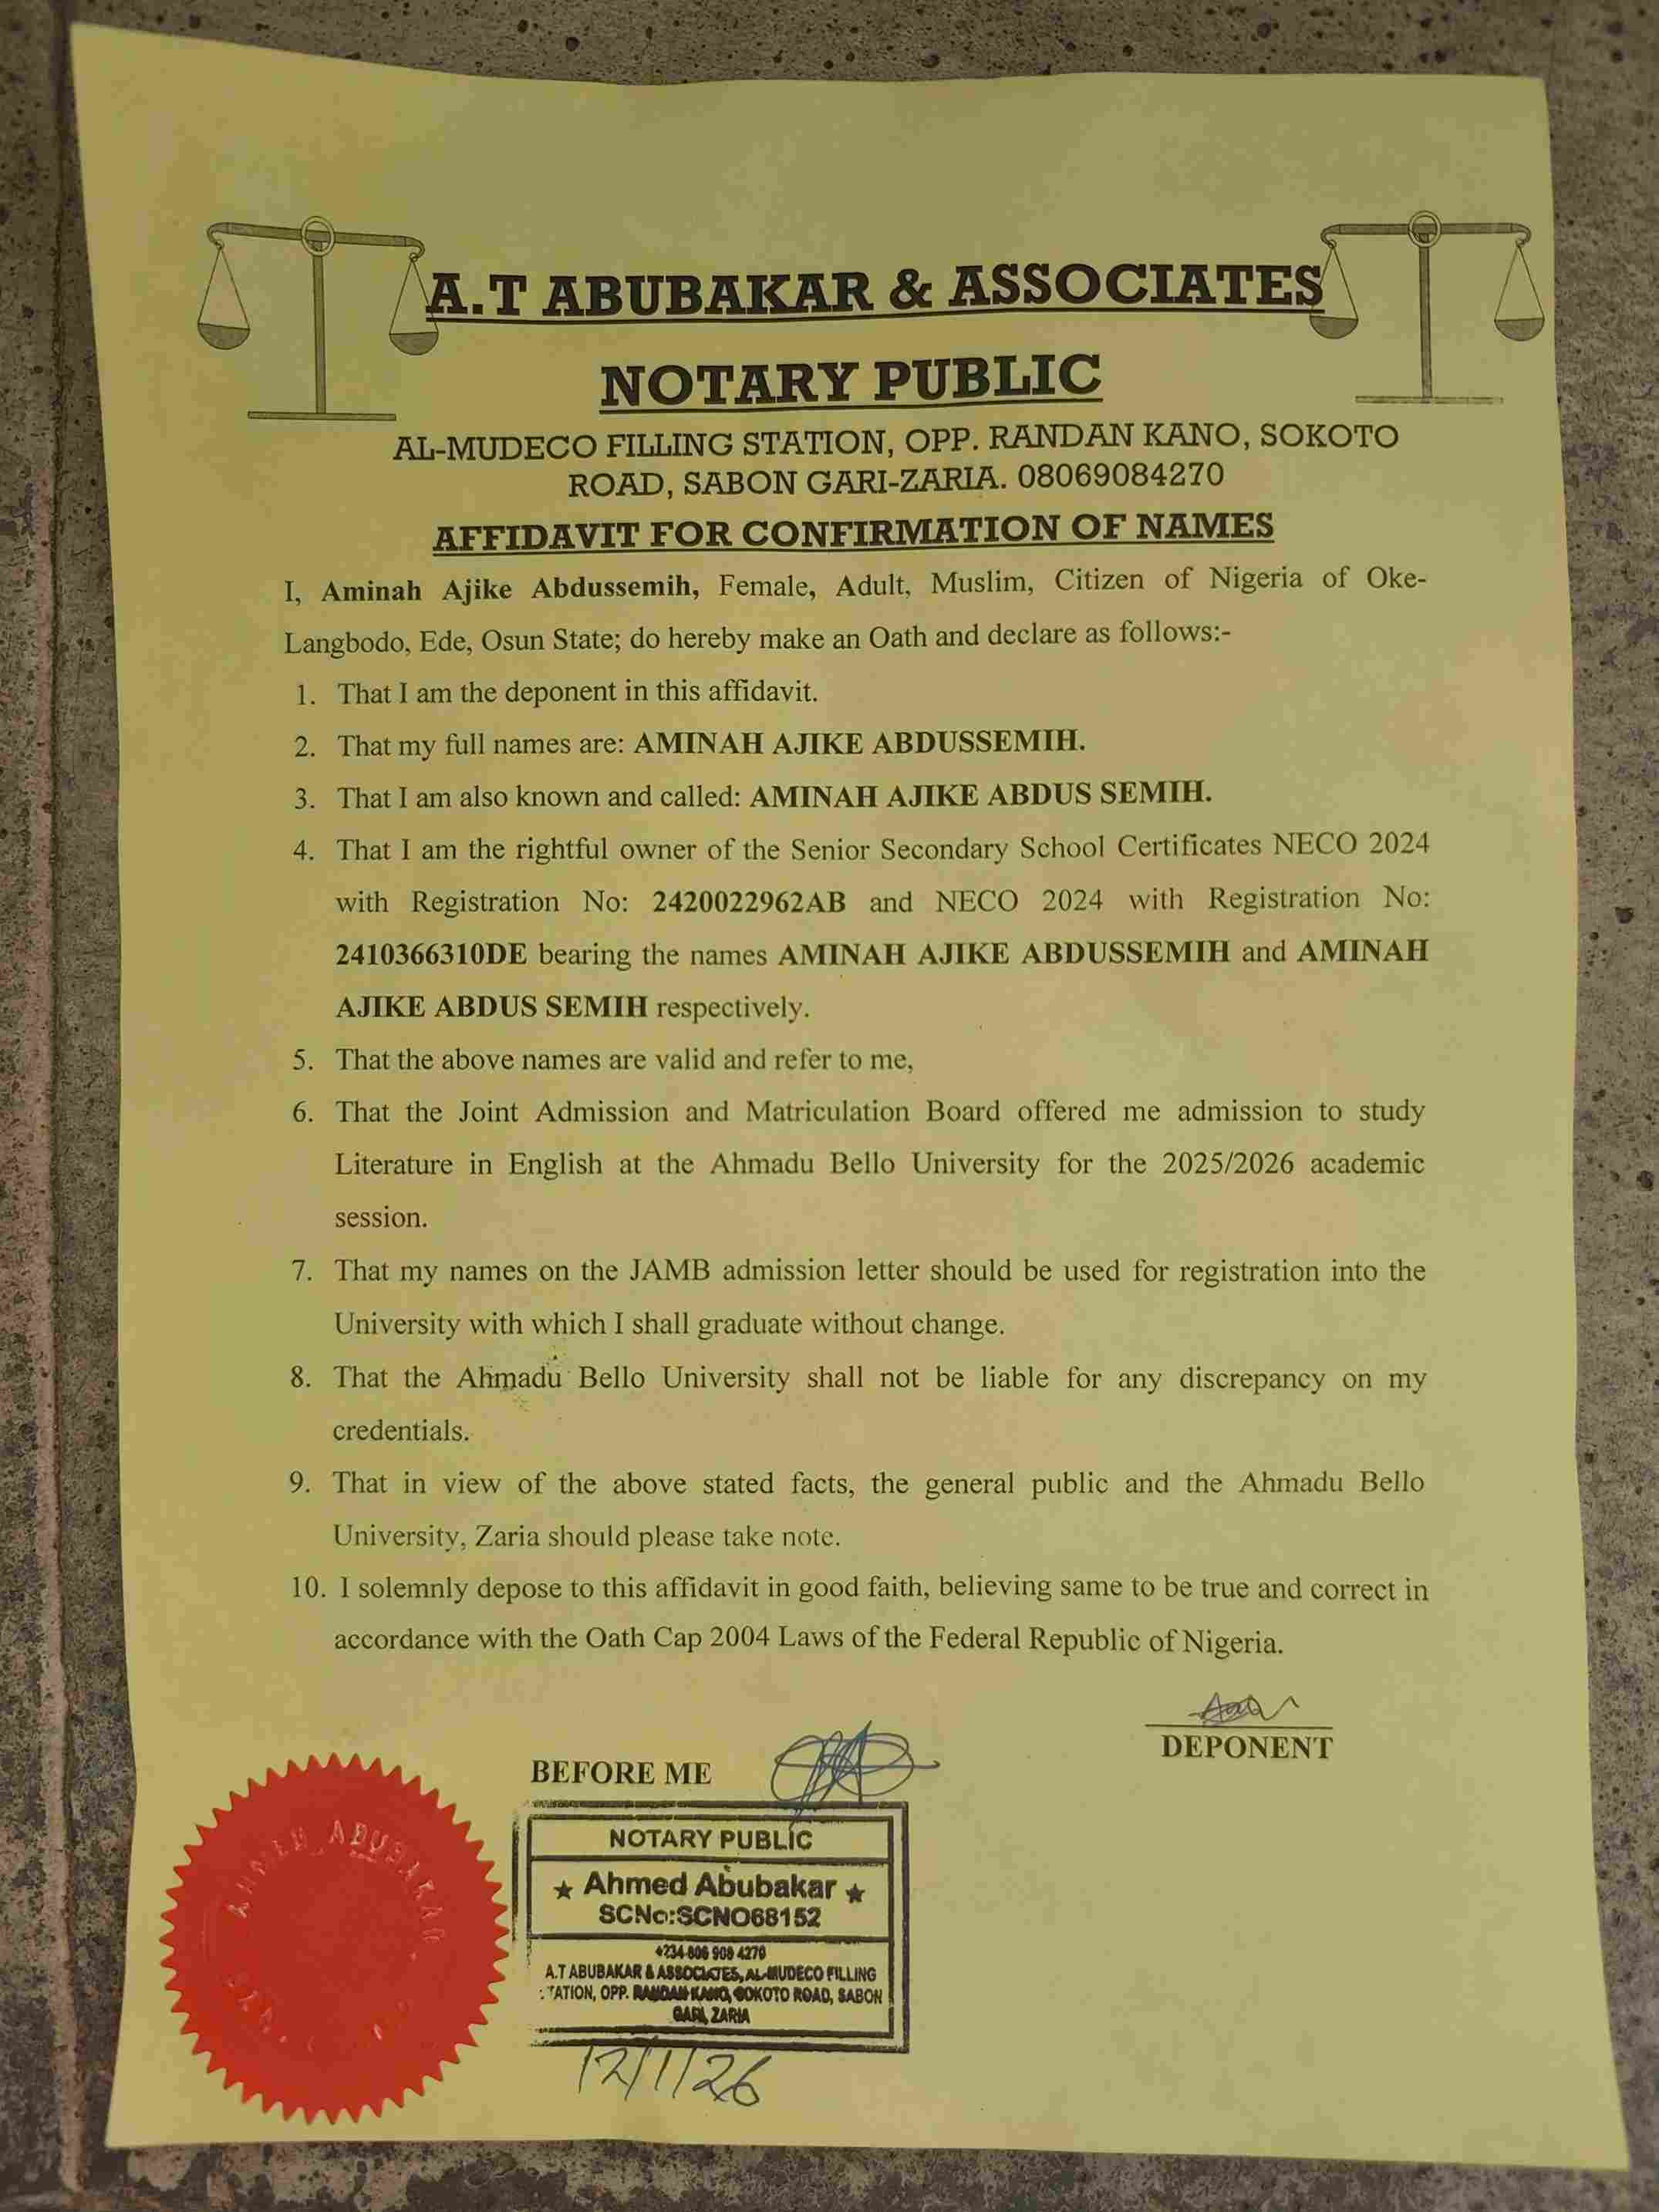 A.T ABUBAKAR & ASSOCIATES
NOTARY PUBLIC
AL-MUDECO FILLING STATION, OPP. RANDAN KANO, SOKOTO
ROAD, SABON GARI-ZARIA. 08069084270
AFFIDAVIT FOR CONFIRMATION OF NAMES
I, Aminah Ajike Abdussemih, Female, Adult, Muslim, Citizen of Nigeria of Oke-
Langbodo, Ede, Osun State; do hereby make an Oath and declare as follows:-
1. That I am the deponent in this affidavit.
2. That my full names are: AMINAH AJIKE ABDUSSEMIH.
3. That I am also known and called: AMINAH AJIKE ABDUS SEMIH.
4. That I am the rightful owner of the Senior Secondary School Certificates NECO 2024
with Registration No: 2420022962AB and NECO 2024 with Registration No:
2410366310DE bearing the names AMINAH AJIKE ABDUSSEMIH and AMINAH
AJIKE ABDUS SEMIH respectively.
5. That the above names are valid and refer to me,
6. That the Joint Admission and Matriculation Board offered me admission to study
Literature in English at the Ahmadu Bello University for the 2025/2026 academic
session.
7. That my names on the JAMB admission letter should be used for registration into the
University with which I shall graduate without change.
8. That the Ahmadu Bello University shall not be liable for any discrepancy on my
credentials.
9. That in view of the above stated facts, the general public and the Ahmadu Bello
University, Zaria should please take note.
10. I solemnly depose to this affidavit in good faith, believing same to be true and correct in
accordance with the Oath Cap 2004 Laws of the Federal Republic of Nigeria.
DEPONENT
BEFORE ME
NOTARY PUBLIC
★ Ahmed Abubakar ★
SCNo:SCNO68152
+234 806 908 4270
A.T ABUBAKAR & ASSOCIATES, AL-MUDECO FILLING
TATION, OPP. RANDAN KANO, SOKOTO ROAD, SABON
GARI, ZARIA
12/1/26
AHMED ABUBAKAR